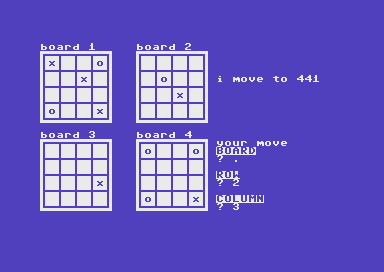 board 1
board 2
x o
x
o x
o
x
i move to 441
board 3
board 4
x
o o
o x
your move
BOARD
? .
ROW
? 2
COLUMN
? 3